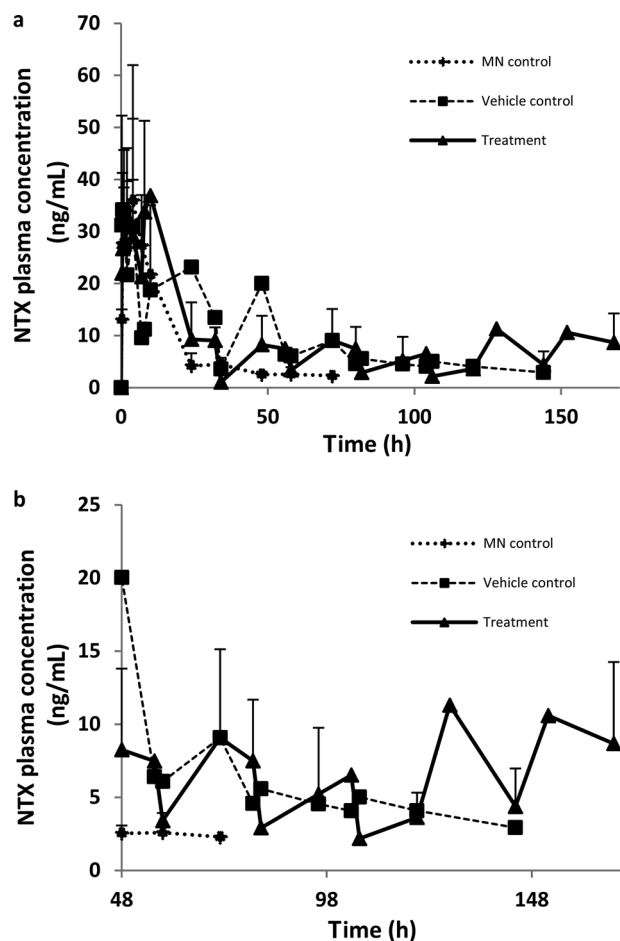 a
70
60
50
40
30
20
10
0
NTX plasma concentration
(ng/mL)
MN control
Vehicle control
Treatment
0 50 100 150
Time (h)
b
25
20
15
10
5
0
NTX plasma concentration
(ng/mL)
MN control
Vehicle control
Treatment
48 98 148
Time (h)